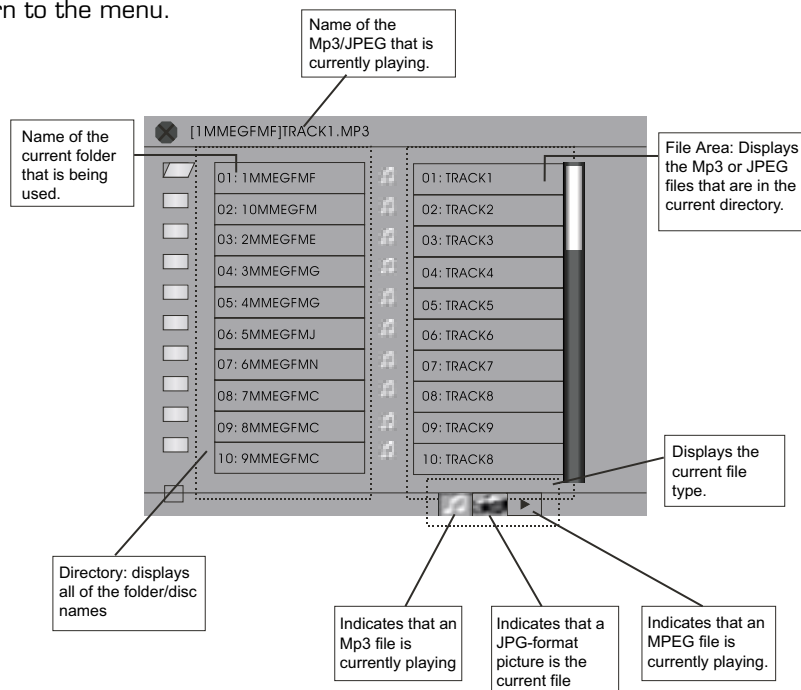 rn to the menu.
Name of the
Mp3/JPEG that is
currently playing.
Name of the
current folder
that is being
used.
[1MMEGFMF]TRACK1.MP3
File Area: Displays
the Mp3 or JPEG
files that are in the
current directory.
01: 1MMEGFMF
02: 10MMEGFM
03: 2MMEGFME
04: 3MMEGFMG
05: 4MMEGFMG
06: 5MMEGFMJ
07: 6MMEGFMN
08: 7MMEGFMC
09: 8MMEGFMC
10: 9MMEGFMC
01: TRACK1
02: TRACK2
03: TRACK3
04: TRACK4
05: TRACK5
06: TRACK6
07: TRACK7
08: TRACK8
09: TRACK9
10: TRACK8
Displays the
current file
type.
Directory: displays
all of the folder/disc
names
Indicates that an
Mp3 file is
currently playing
Indicates that a
JPG-format
picture is the
current file
Indicates that an
MPEG file is
currently playing.